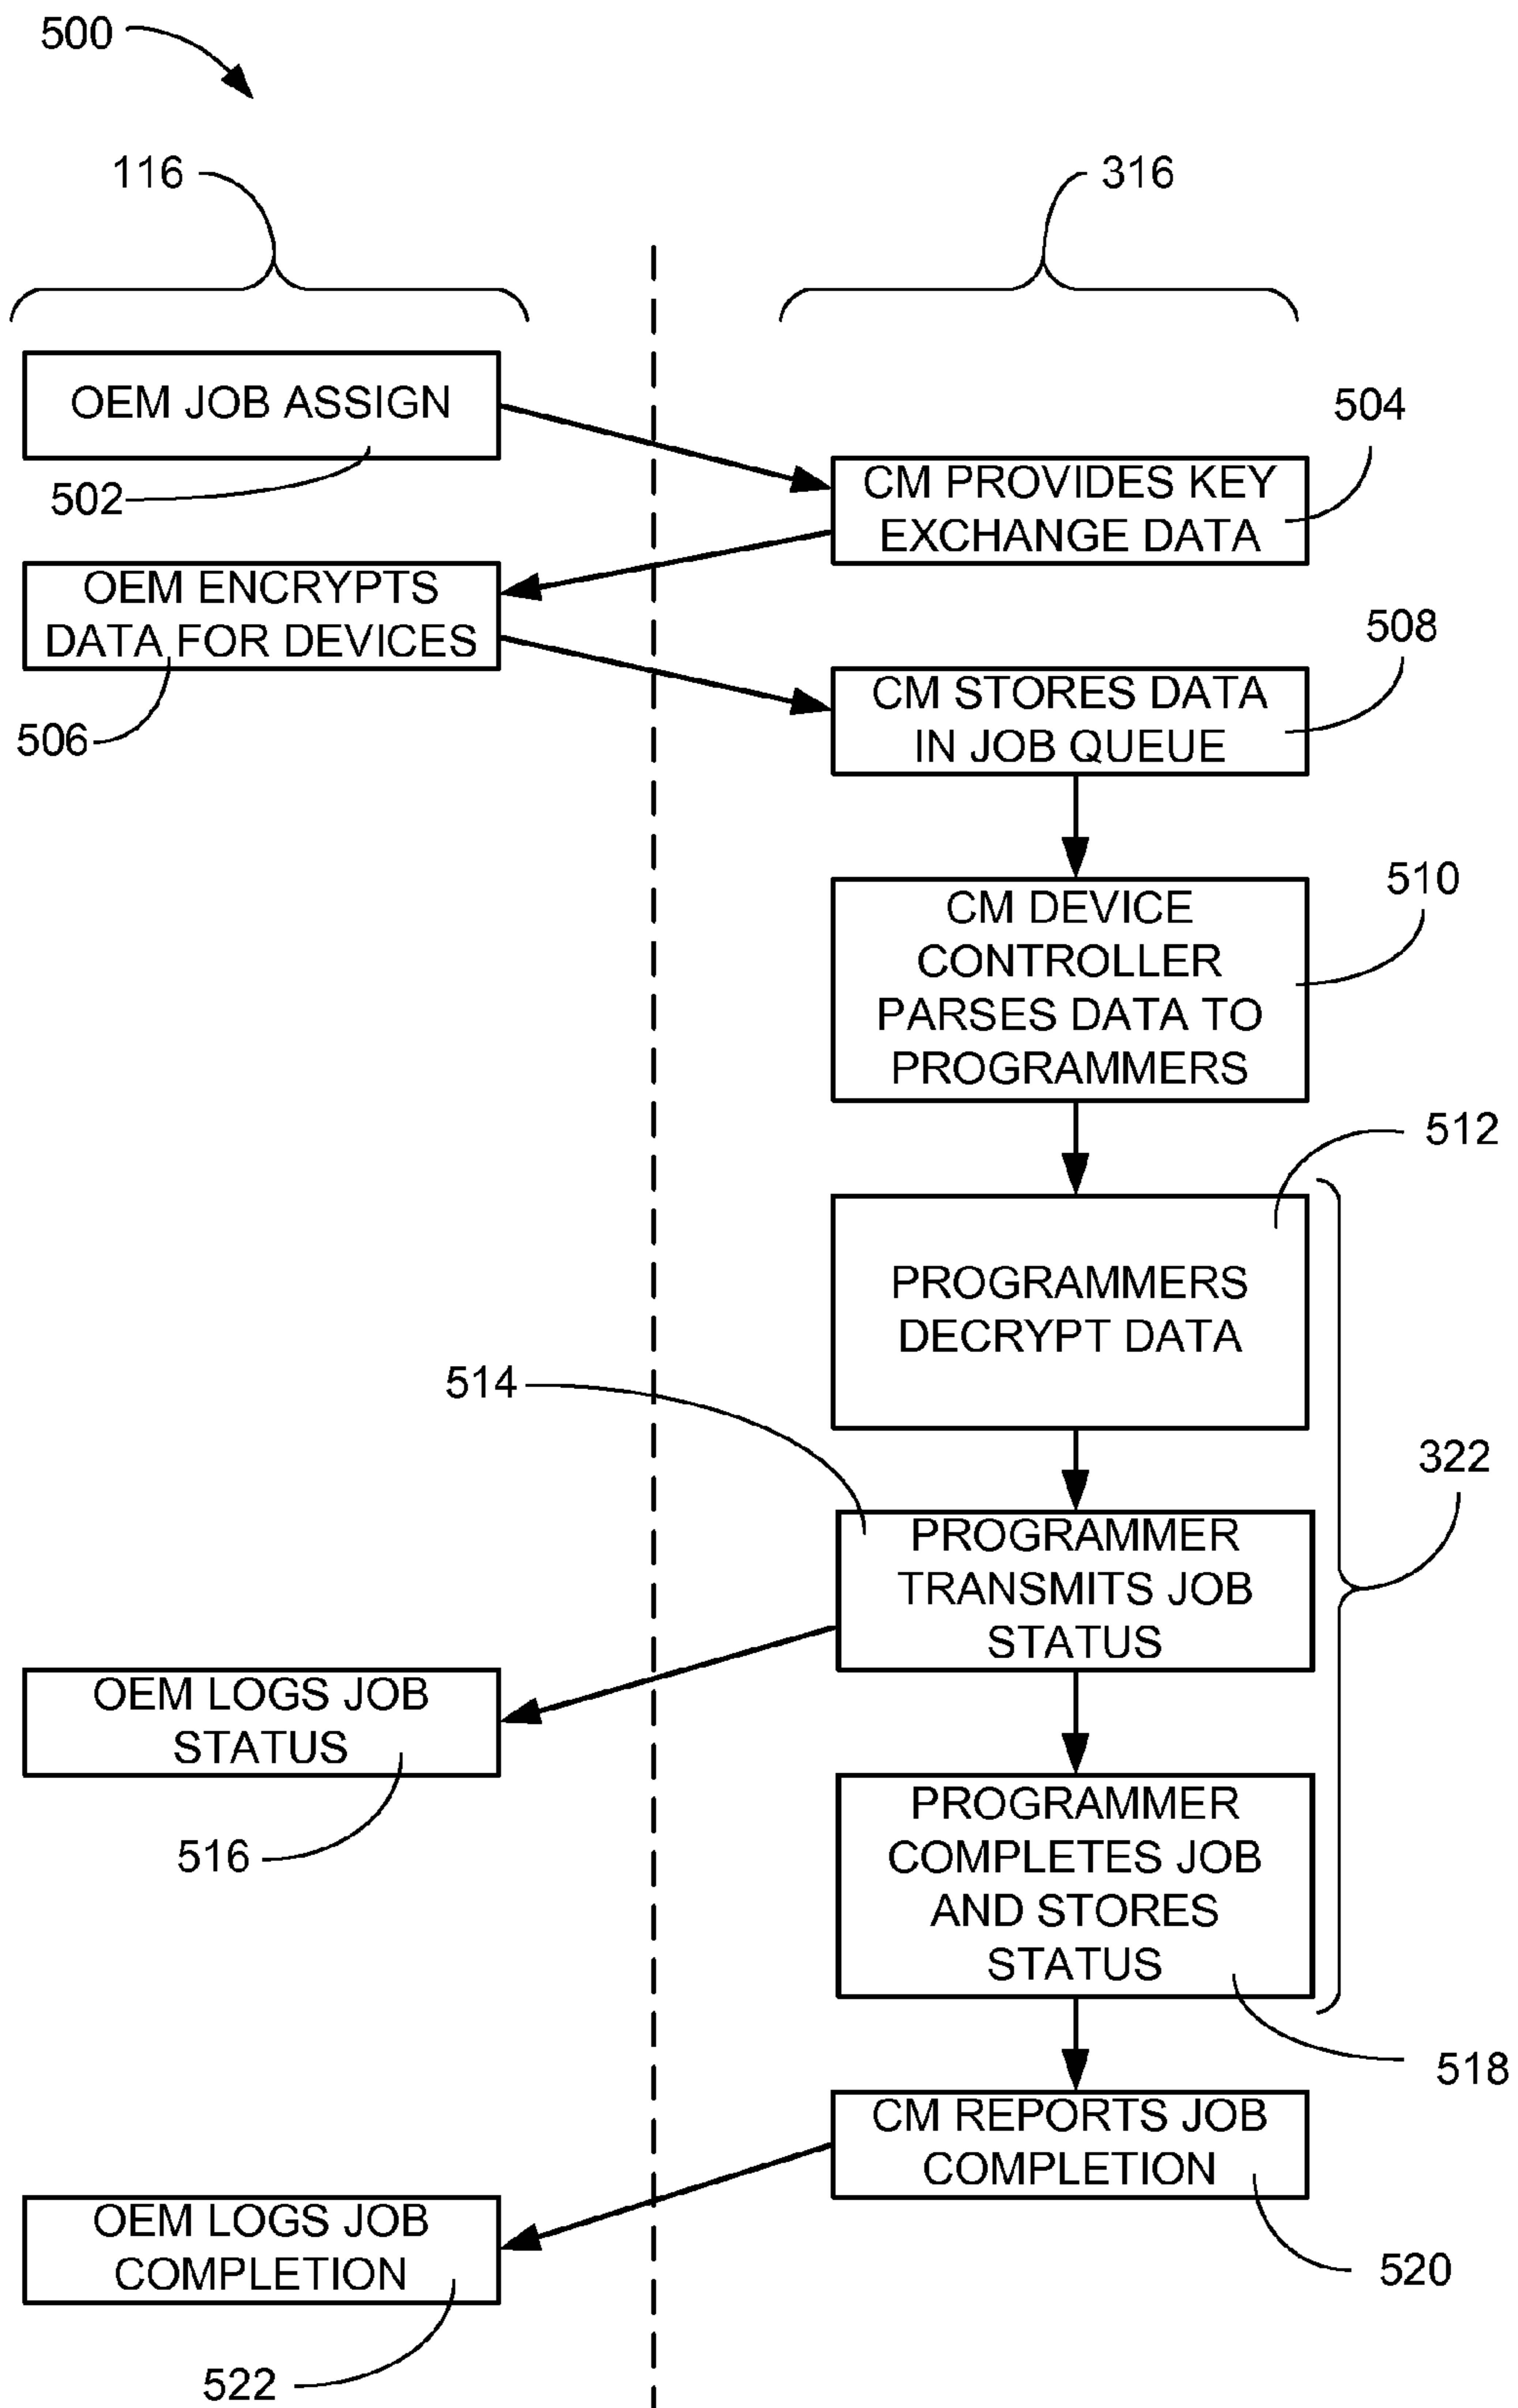 500
116
316
OEM JOB ASSIGN
502
504
CM PROVIDES KEY
EXCHANGE DATA
OEM ENCRYPTS
DATA FOR DEVICES
506
508
CM STORES DATA
IN JOB QUEUE
510
CM DEVICE
CONTROLLER
PARSES DATA TO
PROGRAMMERS
512
PROGRAMMERS
DECRYPT DATA
514
322
PROGRAMMER
TRANSMITS JOB
STATUS
OEM LOGS JOB
STATUS
516
PROGRAMMER
COMPLETES JOB
AND STORES
STATUS
518
CM REPORTS JOB
COMPLETION
520
OEM LOGS JOB
COMPLETION
522